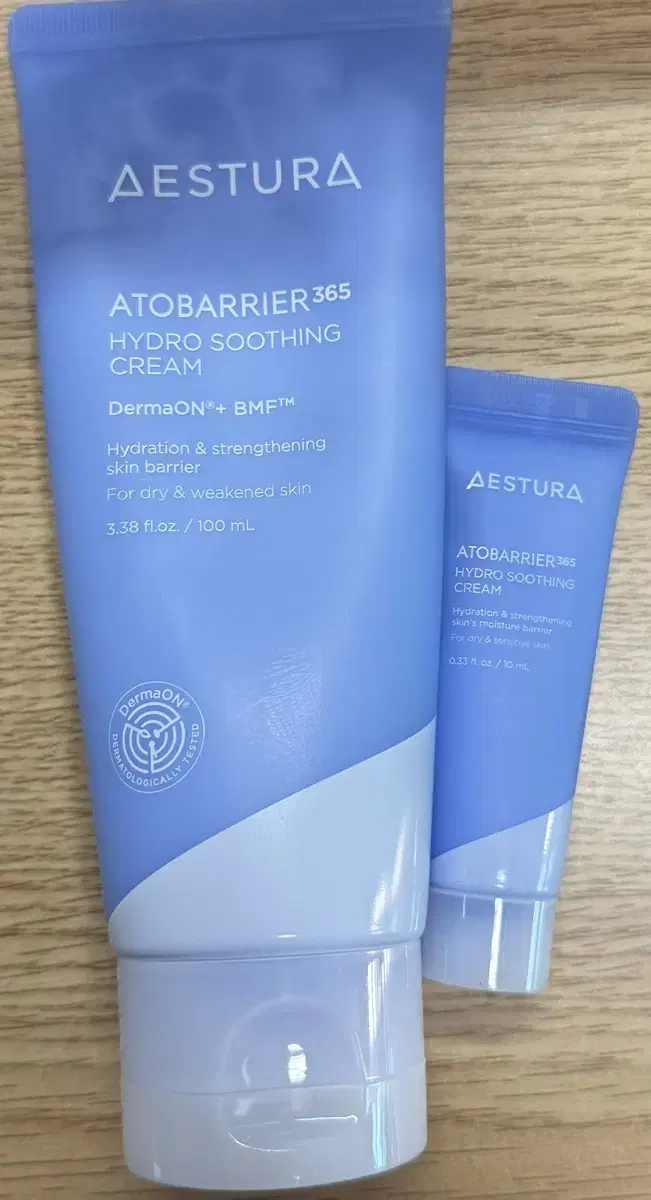 AESTURA
ATOBARRIER365
HYDRO SOOTHING
CREAM
DermaON®+ BMF™
Hydration & strengthening
skin barrier
For dry & weakened skin
3.38 fl.oz. / 100 mL
DermaON®
DERMATOLOGICALLY TESTED
AESTURA
ATOBARRIER365
HYDRO SOOTHING
CREAM
Hydration & strengthening
skin's moisture barrier
For dry & sensitive skin
0.33 fl. oz. / 10 mL